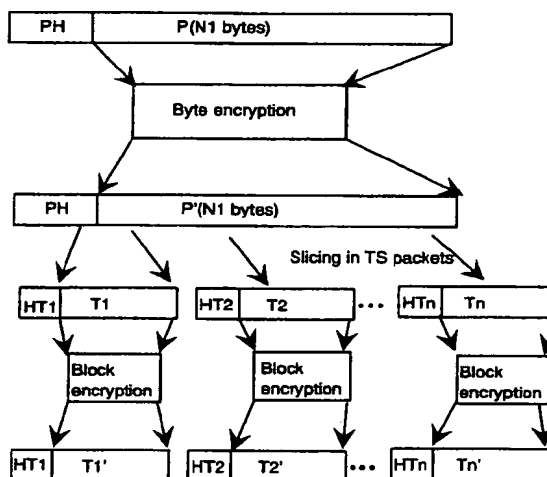 PH P(N1 bytes)
Byte encryption
PH P'(N1 bytes)
Slicing in TS packets
HT1 T1 HT2 T2 ••• HTn Tn
Block encryption Block encryption Block encryption
HT1 T1' HT2 T2' ••• HTn Tn'